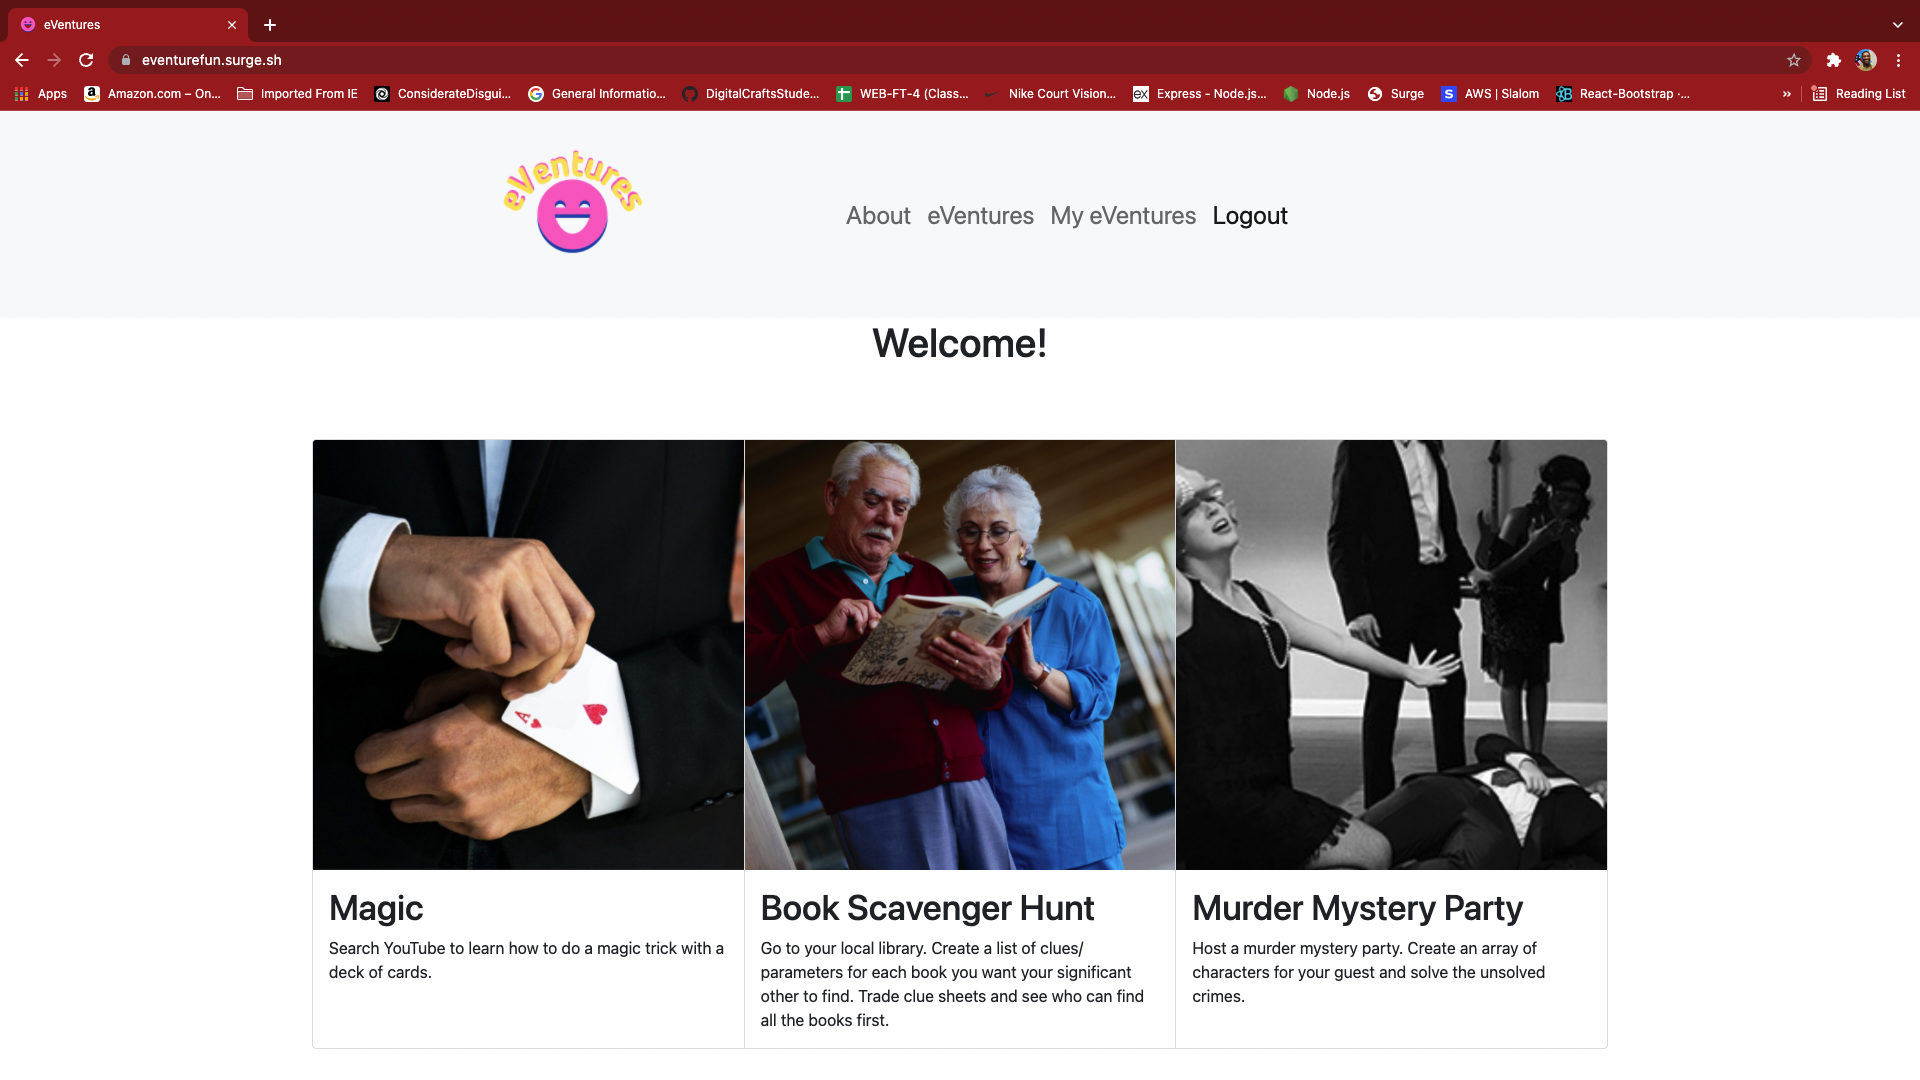 eVentures
eventurefun.surge.sh
Apps
Amazon.com – On...
Imported From IE
ConsiderateDisgui...
General Informatio...
DigitalCraftsStude...
WEB-FT-4 (Class...
Nike Court Vision...
ex
Express - Node.js...
Node.js
Surge
S
AWS | Slalom
React-Bootstrap ·...
»
Reading List
eVentures
About
eVentures
My eVentures
Logout
Welcome!
A
Magic
Search YouTube to learn how to do a magic trick with a
deck of cards.
Book Scavenger Hunt
Go to your local library. Create a list of clues/
parameters for each book you want your significant
other to find. Trade clue sheets and see who can find
all the books first.
Murder Mystery Party
Host a murder mystery party. Create an array of
characters for your guest and solve the unsolved
crimes.